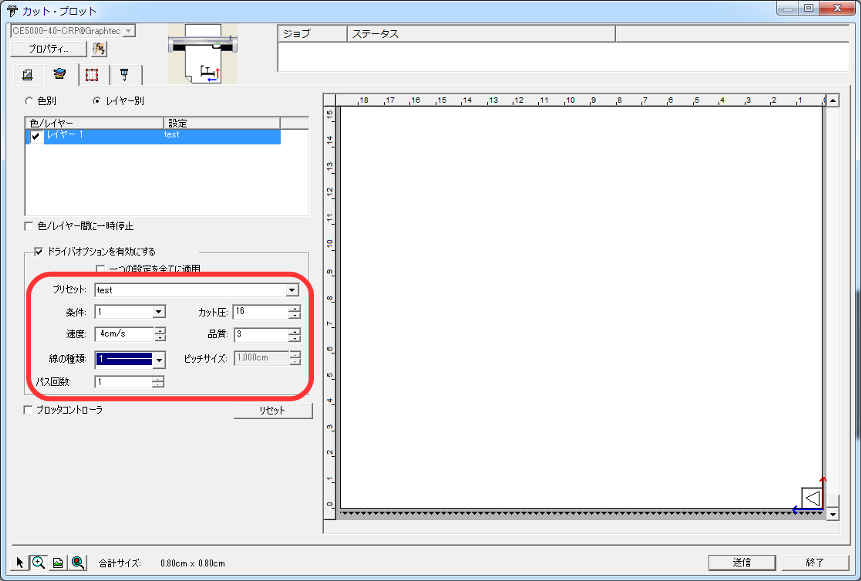 カット・プロット
CE5000-40-CRP@Graphtec
プロパティ..
ジョブ ステータス
色別 レイヤー別
色/レイヤー 設定
レイヤー 1 test
色/レイヤー間に一時停止
ドライバオプションを有効にする
一つの設定を全てに適用
プリセット: test
条件: 1 カット圧: 16
速度: 4cm/s 品質: 3
線の種類: 1 ピッチサイズ: 1.000cm
パス回数: 1
プロッタコントローラ リセット
18 17 16 15 14 13 12 11 10 9 8 7 6 5 4 3 2 1
15
14
13
12
11
10
9
8
7
6
5
4
3
2
1
0
合計サイズ: 0.80cm x 0.80cm 送信 終了